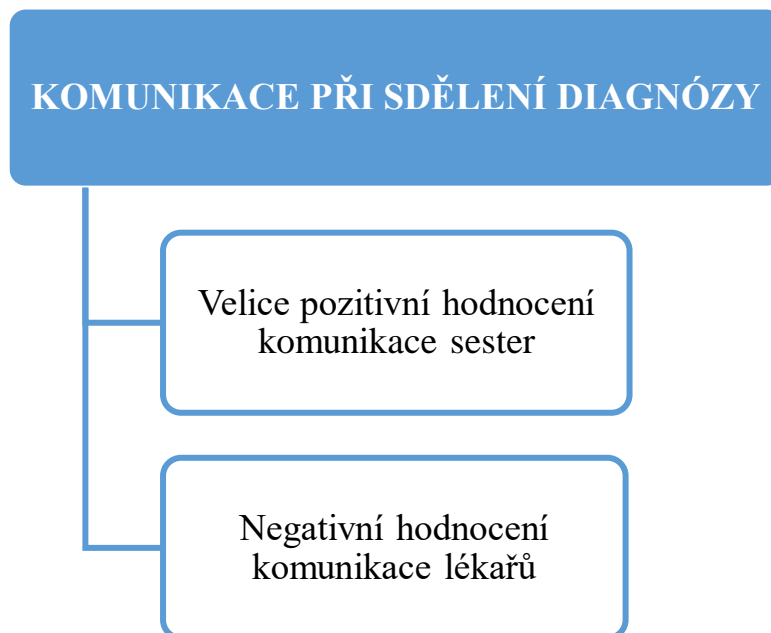 KOMUNIKACE PŘI SDĚLENÍ DIAGNÓZY
Velice pozitivní hodnocení
komunikace sester
Negativní hodnocení
komunikace lékařů